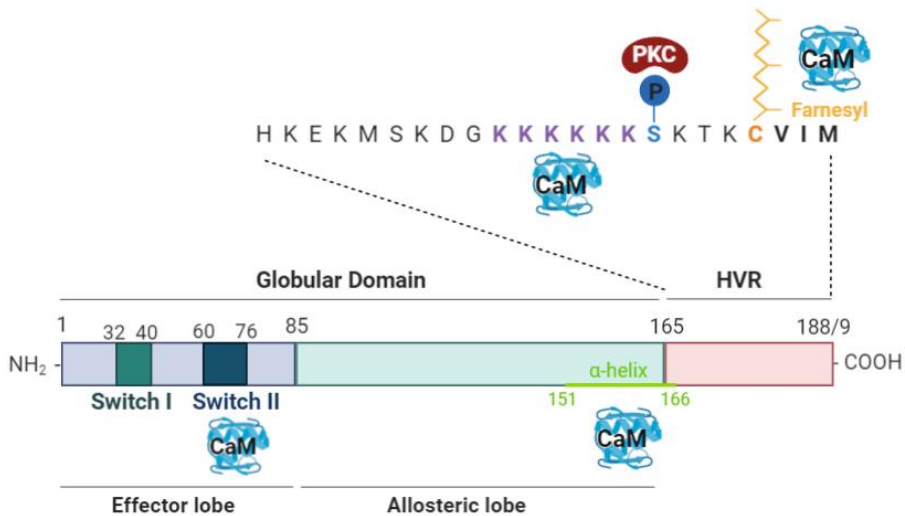 PKC
P
CaM
Farnesyl
H K E K M S K D G K K K K K K S K T K C V I M
CaM
Globular Domain
HVR
1
32 40
60 76
85
165
188/9
NH₂
α-helix
COOH
Switch I
Switch II
151
166
CaM
CaM
Effector lobe
Allosteric lobe